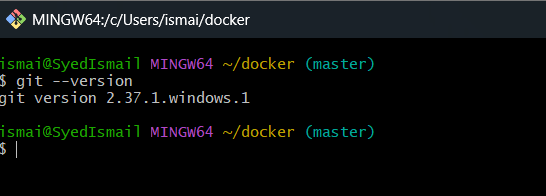 MINGW64:/c/Users/ismai/docker
ismai@SyedIsmail MINGW64 ~/docker (master)
$ git --version
git version 2.37.1.windows.1
ismai@SyedIsmail MINGW64 ~/docker (master)
$